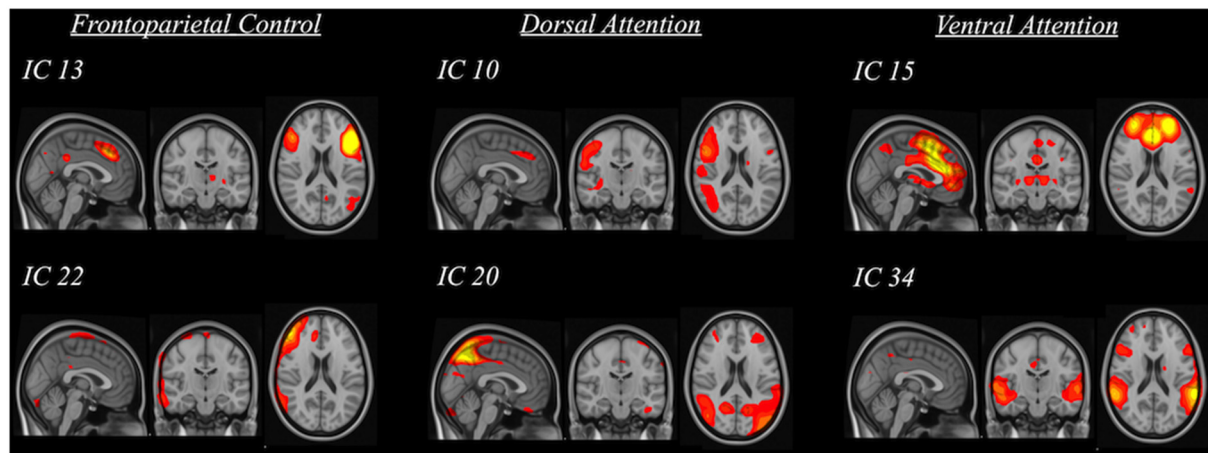 Frontoparietal Control
Dorsal Attention
Ventral Attention
IC 13
IC 10
IC 15
IC 22
IC 20
IC 34